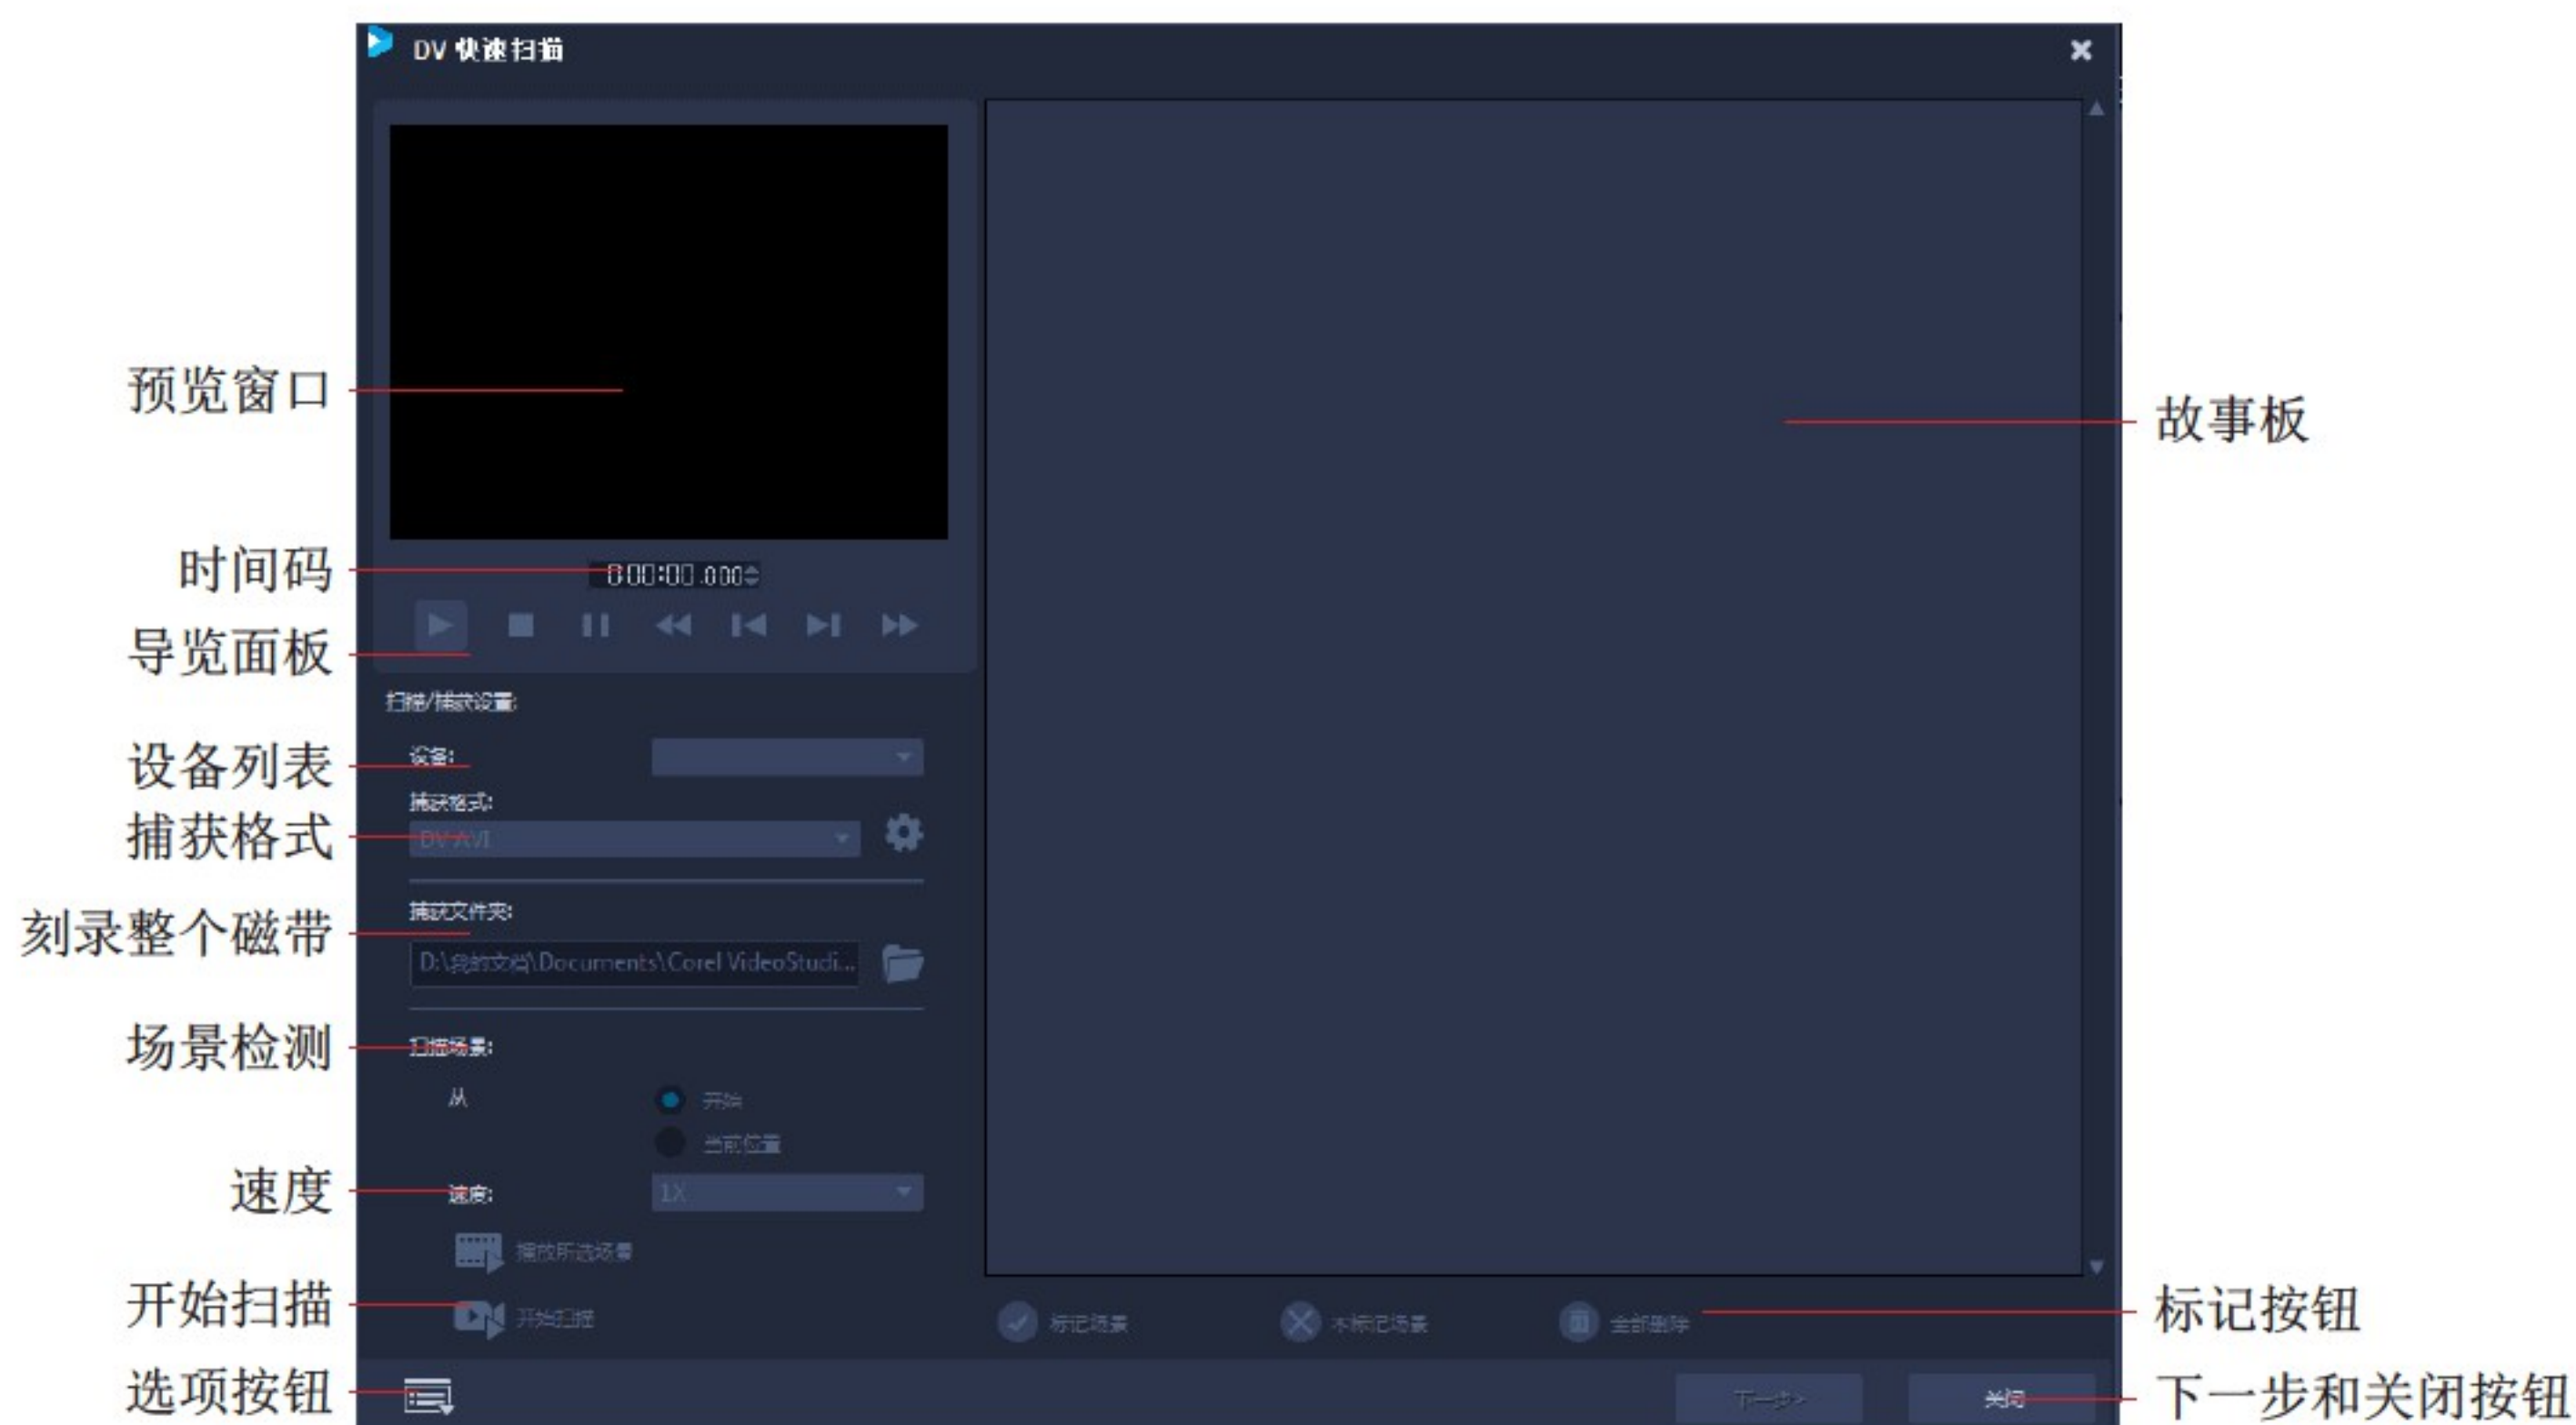 DV 快速扫描
预览窗口
故事板
时间码
0:00:00.000
导览面板
扫描/捕获设置:
设备列表
设备:
捕获格式:
捕获格式
DV AVI
捕获文件夹:
刻录整个磁带
D:\我的文档\Documents\Corel VideoStudi...
场景检测
扫描场景:
从
开始
当前位置
速度
速度:
1X
播放所选场景
开始扫描
开始扫描
标记场景
不标记场景
全部删除
标记按钮
选项按钮
下一步>
关闭
下一步和关闭按钮